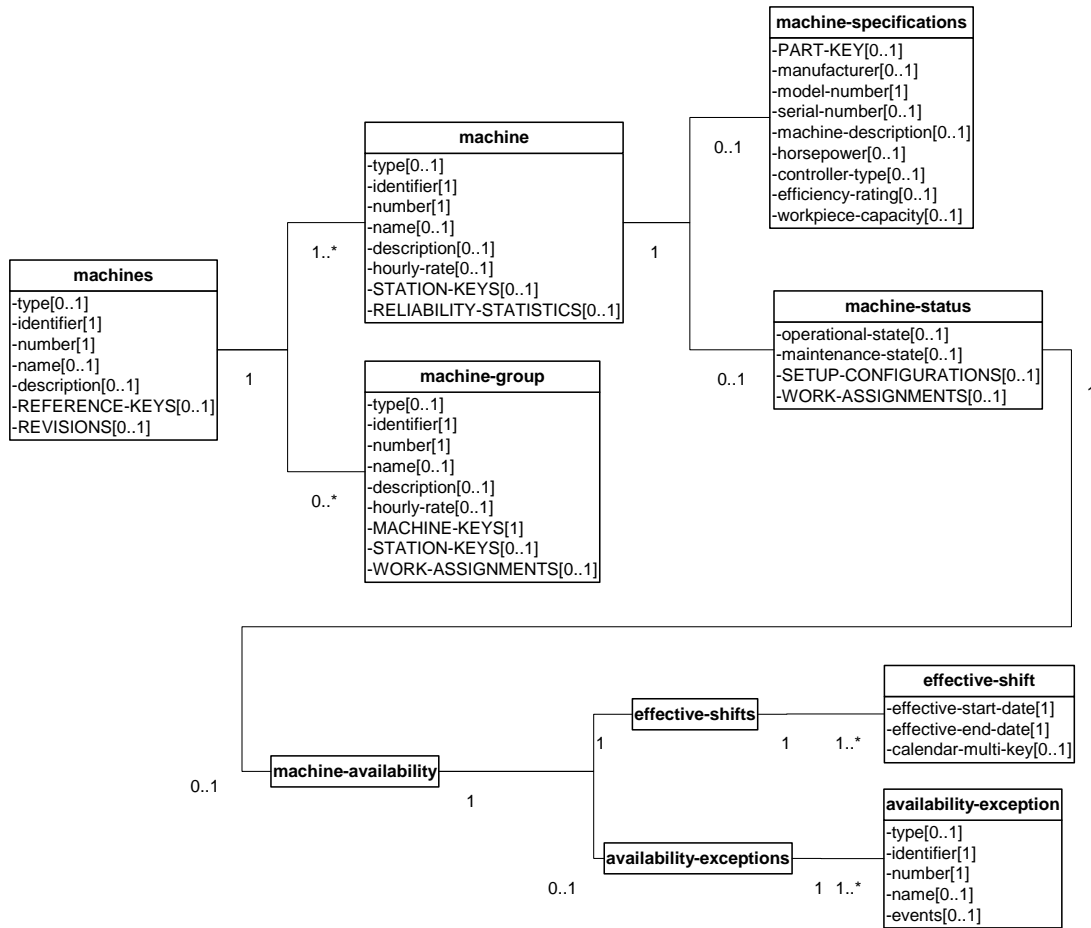 machine-specifications
-PART-KEY[0..1]
-manufacturer[0..1]
-model-number[1]
-serial-number[0..1]
-machine-description[0..1]
-horsepower[0..1]
-controller-type[0..1]
-efficiency-rating[0..1]
-workpiece-capacity[0..1]
0..1
machine
-type[0..1]
-identifier[1]
-number[1]
-name[0..1]
-description[0..1]
-hourly-rate[0..1]
-STATION-KEYS[0..1]
-RELIABILITY-STATISTICS[0..1]
1..*
1
machines
-type[0..1]
-identifier[1]
-number[1]
-name[0..1]
-description[0..1]
-REFERENCE-KEYS[0..1]
-REVISIONS[0..1]
1
machine-status
-operational-state[0..1]
-maintenance-state[0..1]
-SETUP-CONFIGURATIONS[0..1]
-WORK-ASSIGNMENTS[0..1]
0..1
1
machine-group
-type[0..1]
-identifier[1]
-number[1]
-name[0..1]
-description[0..1]
-hourly-rate[0..1]
-MACHINE-KEYS[1]
-STATION-KEYS[0..1]
-WORK-ASSIGNMENTS[0..1]
0..*
effective-shift
-effective-start-date[1]
-effective-end-date[1]
-calendar-multi-key[0..1]
effective-shifts
1
1
1..*
machine-availability
0..1
1
availability-exception
-type[0..1]
-identifier[1]
-number[1]
-name[0..1]
-events[0..1]
availability-exceptions
0..1
1
1..*